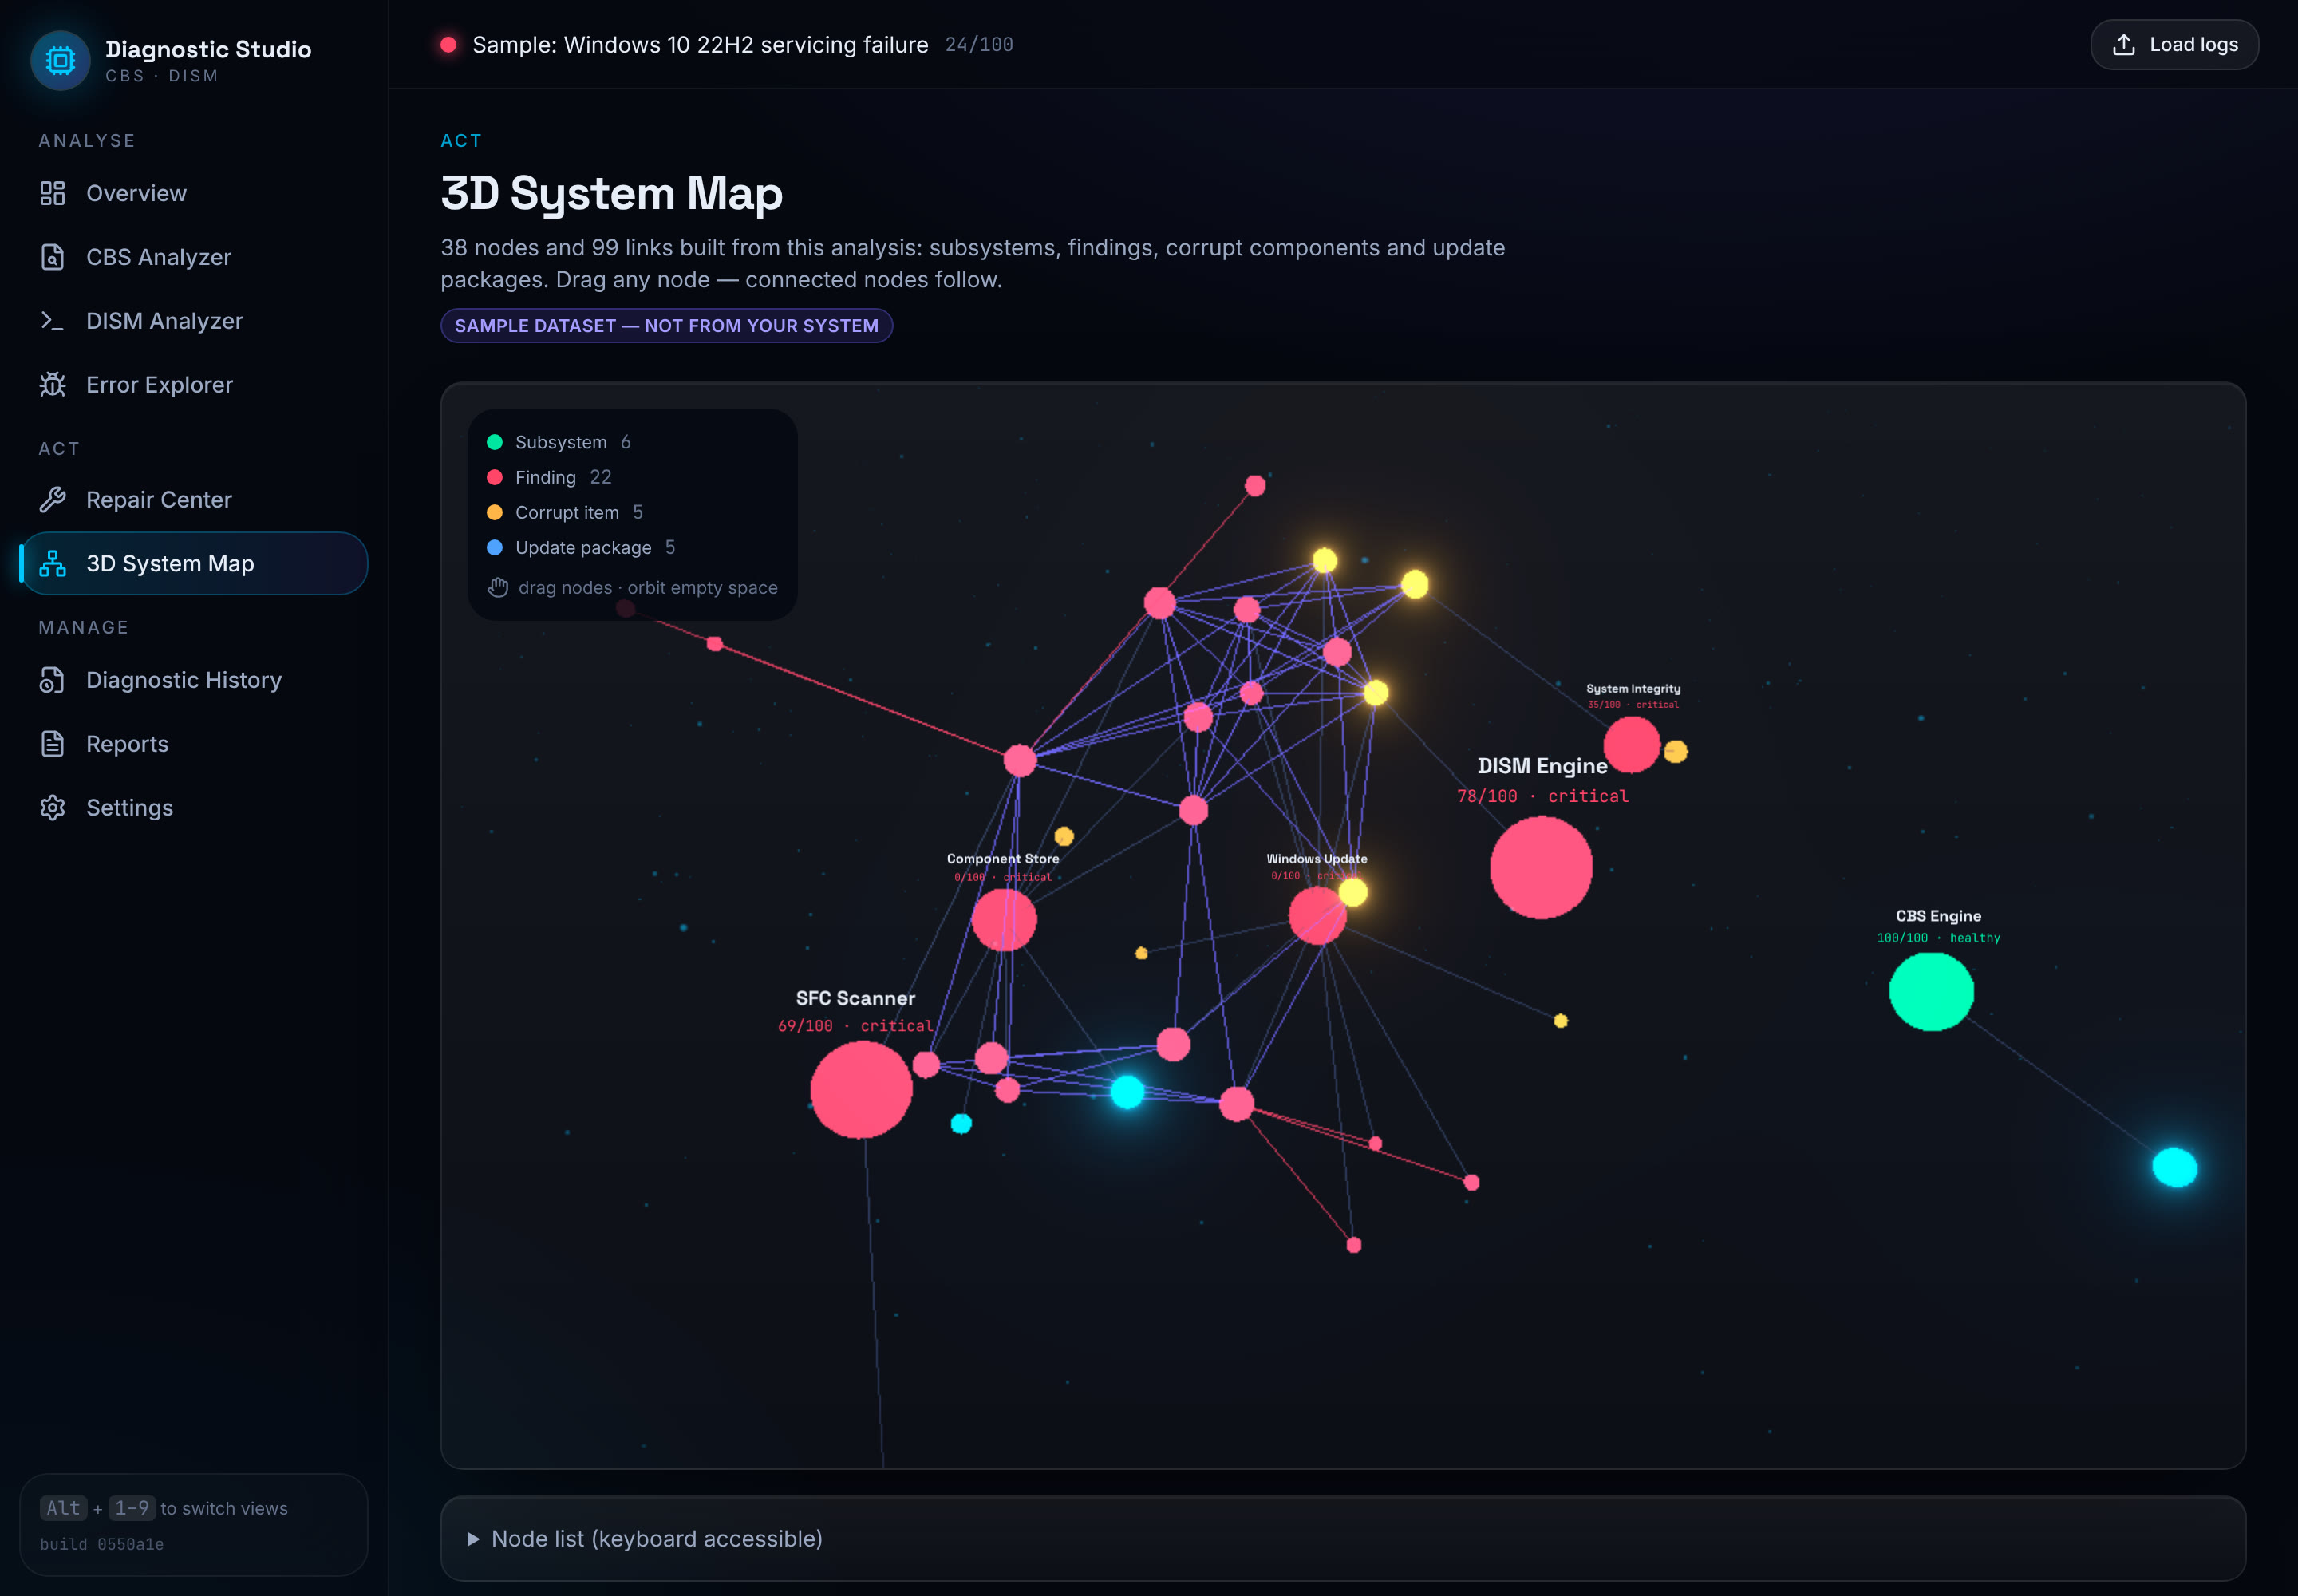 Diagnostic Studio
CBS · DISM
ANALYSE
Overview
CBS Analyzer
DISM Analyzer
Error Explorer
ACT
Repair Center
3D System Map
MANAGE
Diagnostic History
Reports
Settings
Alt + 1–9 to switch views
build 0550a1e
Sample: Windows 10 22H2 servicing failure 24/100
Load logs
ACT
3D System Map
38 nodes and 99 links built from this analysis: subsystems, findings, corrupt components and update
packages. Drag any node — connected nodes follow.
SAMPLE DATASET — NOT FROM YOUR SYSTEM
Subsystem 6
Finding 22
Corrupt item 5
Update package 5
drag nodes · orbit empty space
System Integrity
35/100 · critical
DISM Engine
78/100 · critical
Component Store
0/100 · critical
Windows Update
0/100 · critical
CBS Engine
100/100 · healthy
SFC Scanner
69/100 · critical
Node list (keyboard accessible)